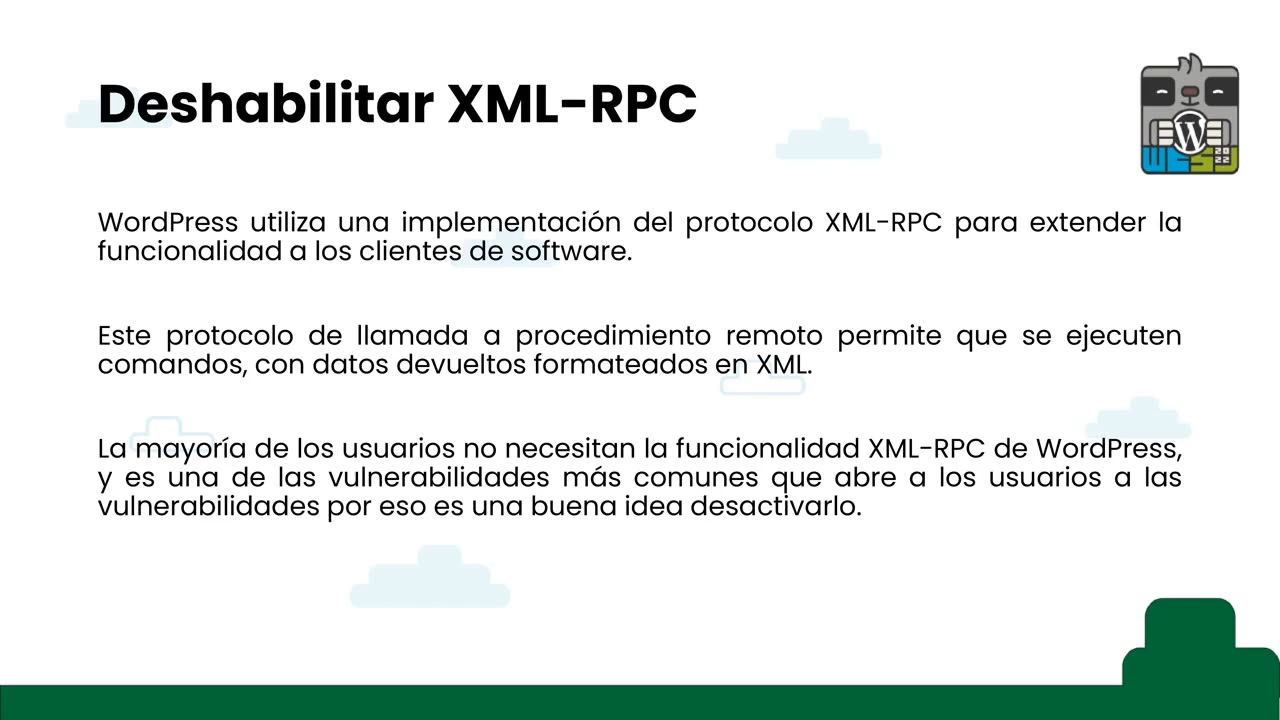 Deshabilitar XML-RPC
WordPress utiliza una implementación del protocolo XML-RPC para extender la
funcionalidad a los clientes de software.
Este protocolo de llamada a procedimiento remoto permite que se ejecuten
comandos, con datos devueltos formateados en XML.
La mayoría de los usuarios no necesitan la funcionalidad XML-RPC de WordPress,
y es una de las vulnerabilidades más comunes que abre a los usuarios a las
vulnerabilidades por eso es una buena idea desactivarlo.